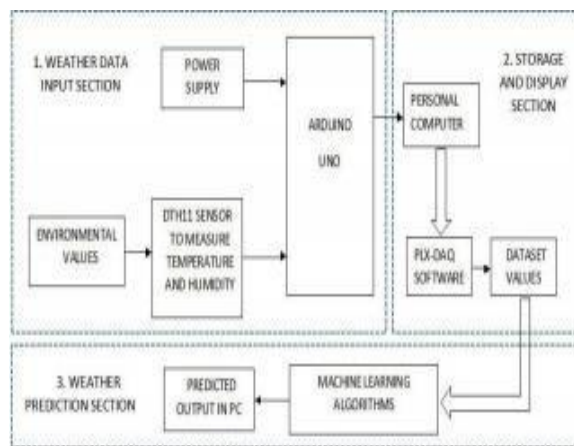 1. WEATHER DATA
INPUT SECTION
POWER
SUPPLY
ARDUINO
UNO
ENVIRONMENTAL
VALUES
DTH11 SENSOR
TO MEASURE
TEMPERATURE
AND HUMIDITY
2. STORAGE
AND DISPLAY
SECTION
PERSONAL
COMPUTER
PLX-DAQ
SOFTWARE
DATASET
VALUES
3. WEATHER
PREDICTION SECTION
PREDICTED
OUTPUT IN PC
MACHINE LEARNING
ALGORITHMS